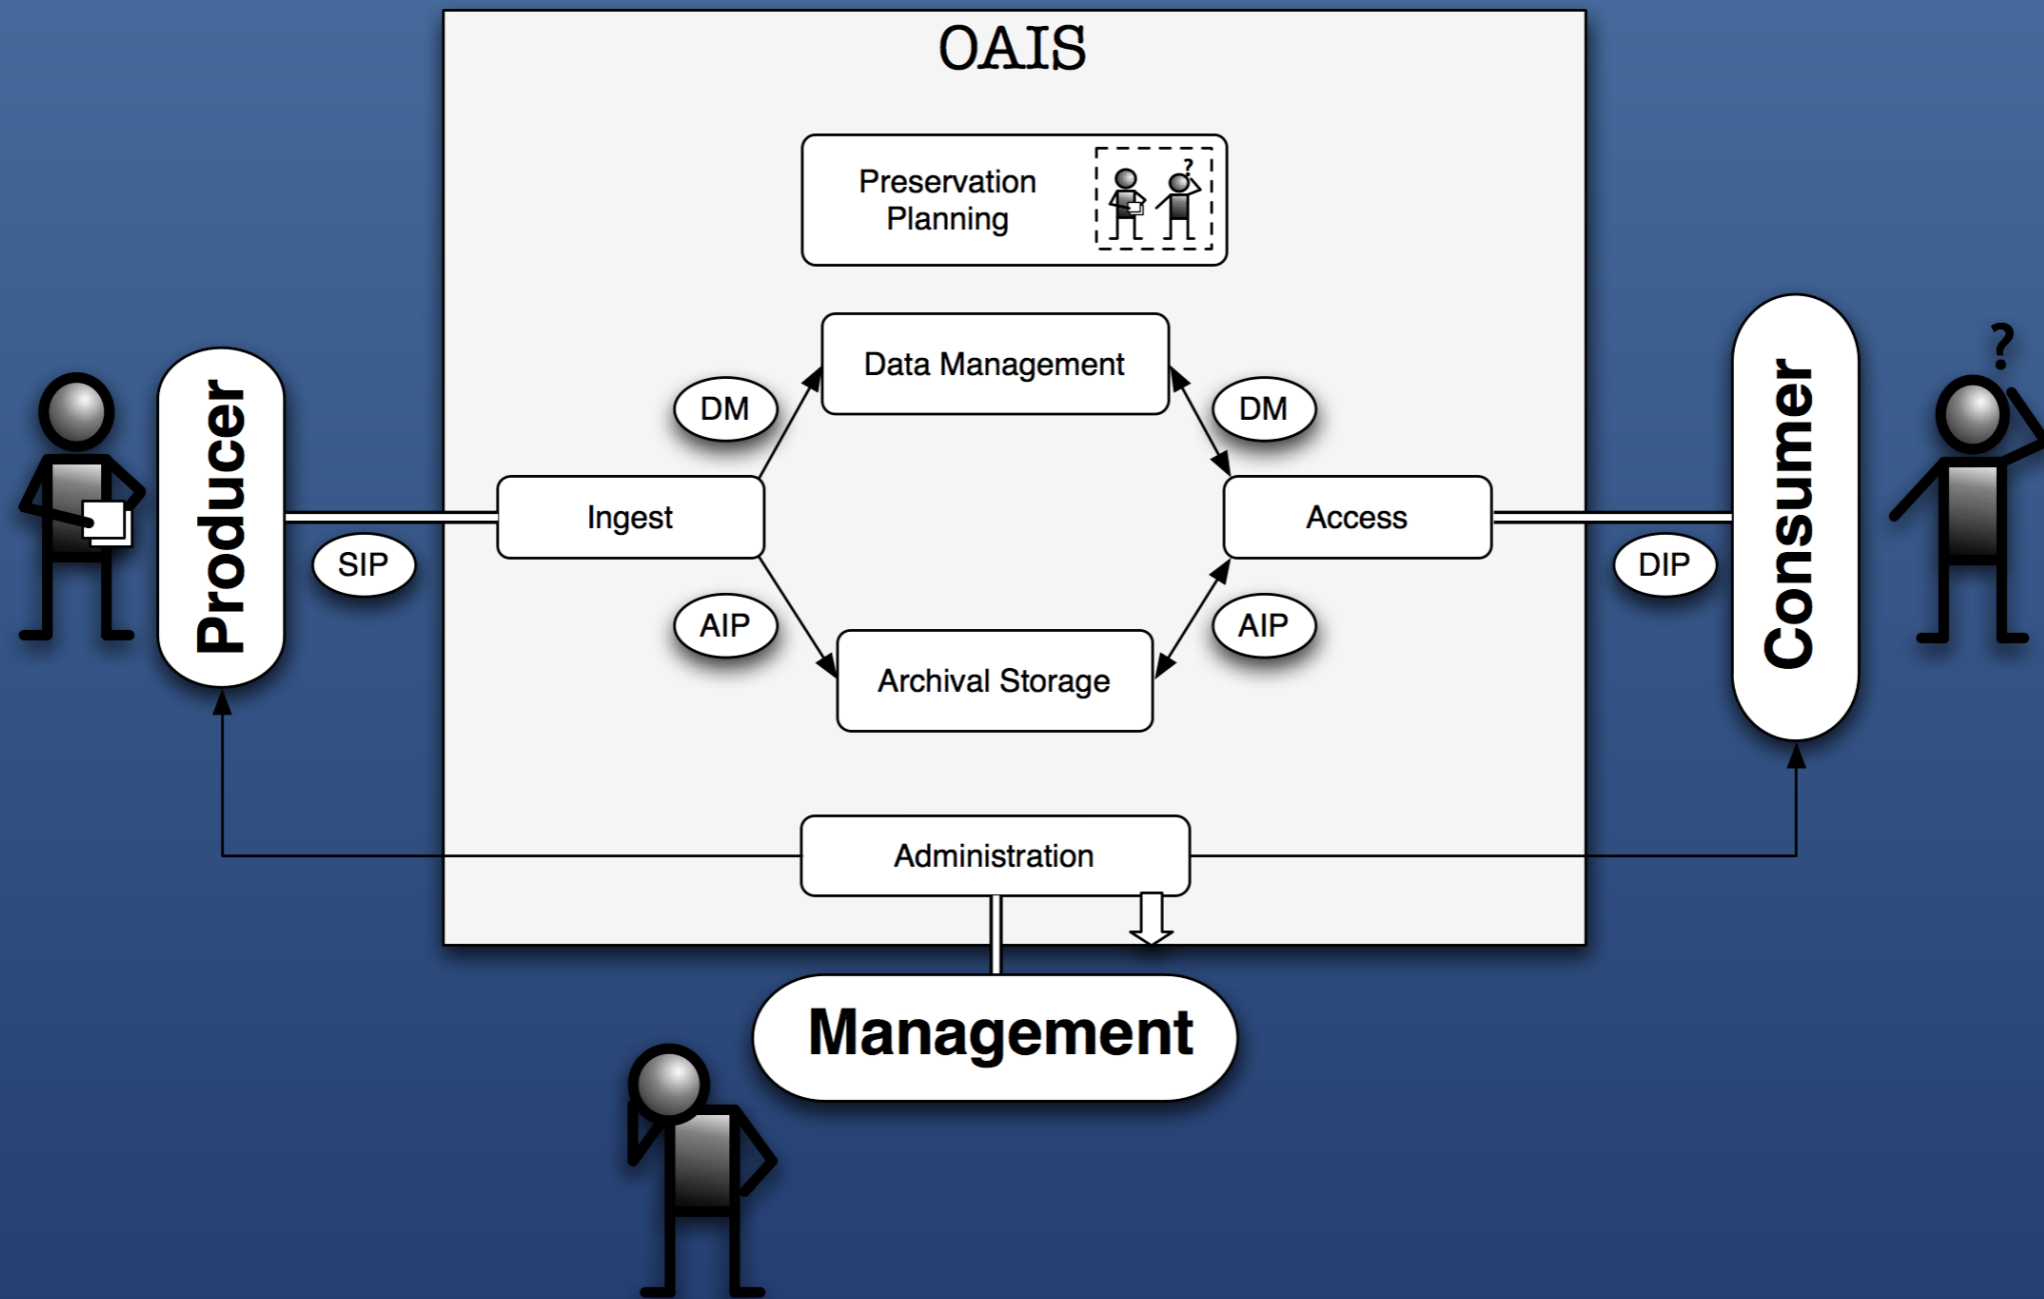 OAIS
Preservation
Planning
?
Data Management
DM
DM
Producer
Ingest
Access
Consumer
?
SIP
DIP
AIP
AIP
Archival Storage
Administration
Management